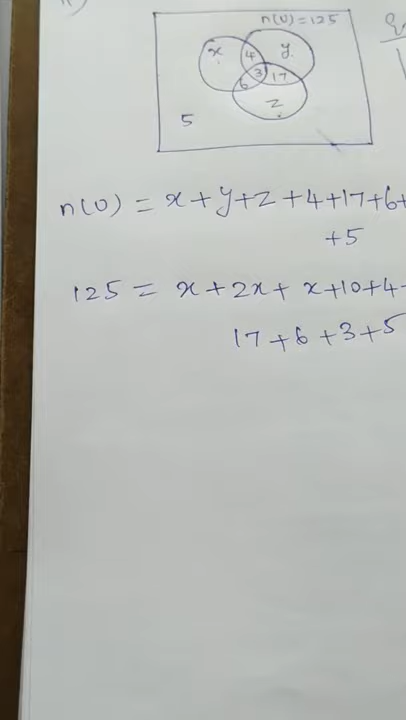 n(U) = 125
x 4 y
3 17
6
z
5
n(U) = x + y + z + 4 + 17 + 6 +
+ 5
125 = x + 2x + x + 10 + 4 +
17 + 6 + 3 + 5